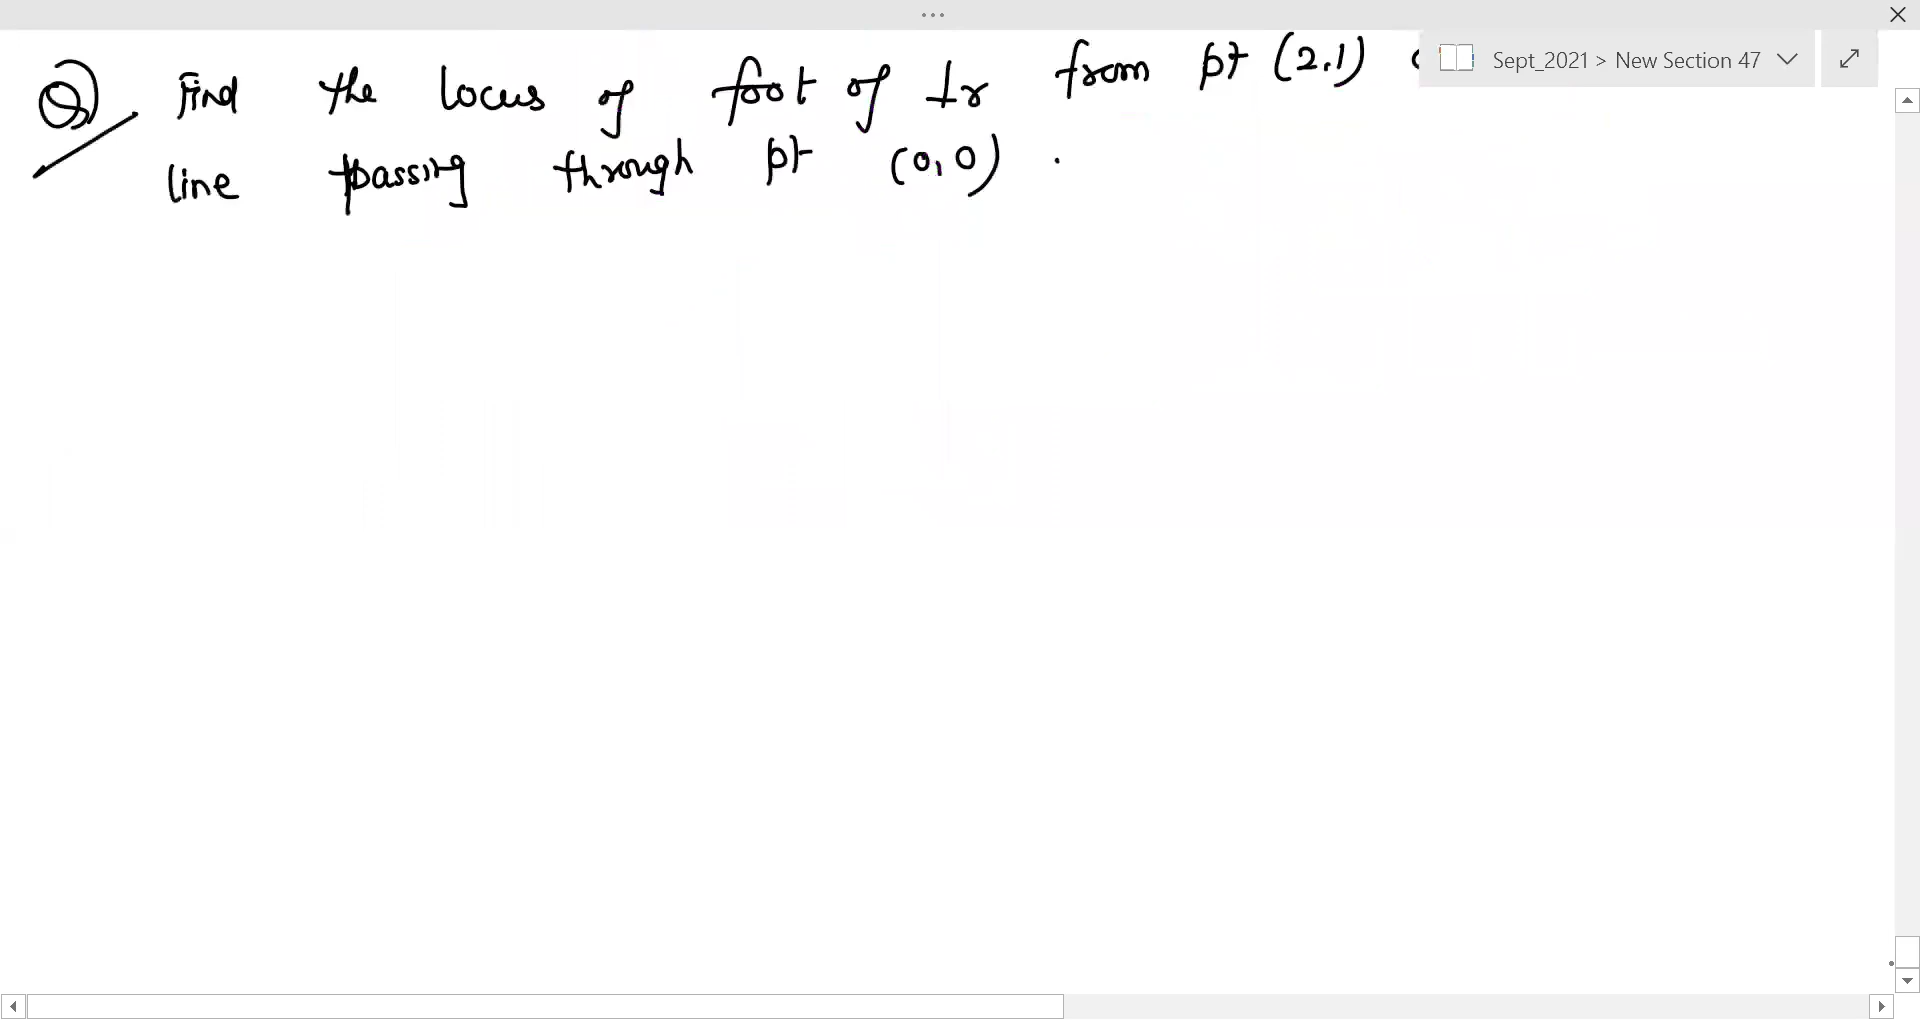 Sept_2021 > New Section 47
Q) Find the locus of foot of ⊥r from pt (2,1)
line passing through pt (0,0) .